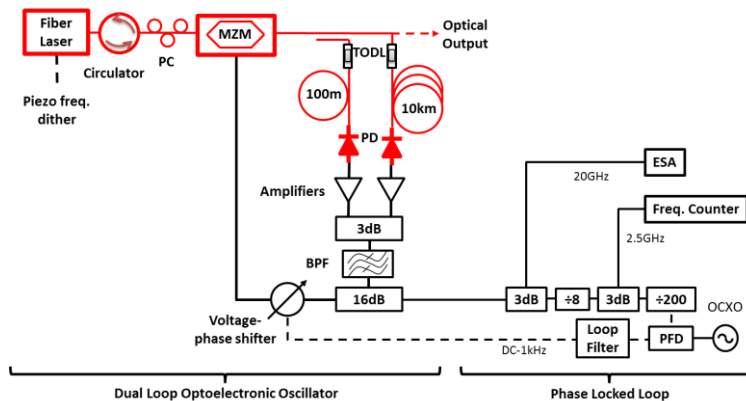 Fiber
Laser
MZM
Optical
Output
TODL
Circulator
PC
Piezo freq.
dither
100m
10km
PD
ESA
20GHz
Amplifiers
Freq. Counter
3dB
2.5GHz
BPF
16dB
3dB
÷8
3dB
÷200
OCXO
Voltage-
phase shifter
Loop
Filter
PFD
DC-1kHz
Dual Loop Optoelectronic Oscillator
Phase Locked Loop